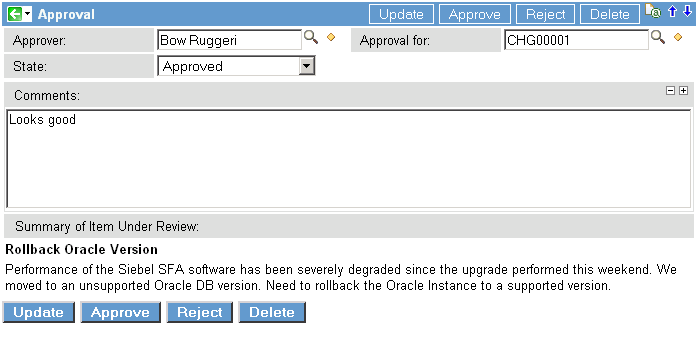 Approval Update Approve Reject Delete
Approver: Bow Ruggeri Approval for: CHG00001
State: Approved
Comments:
Looks good
Summary of Item Under Review:
Rollback Oracle Version
Performance of the Siebel SFA software has been severely degraded since the upgrade performed this weekend. We
moved to an unsupported Oracle DB version. Need to rollback the Oracle Instance to a supported version.
Update Approve Reject Delete